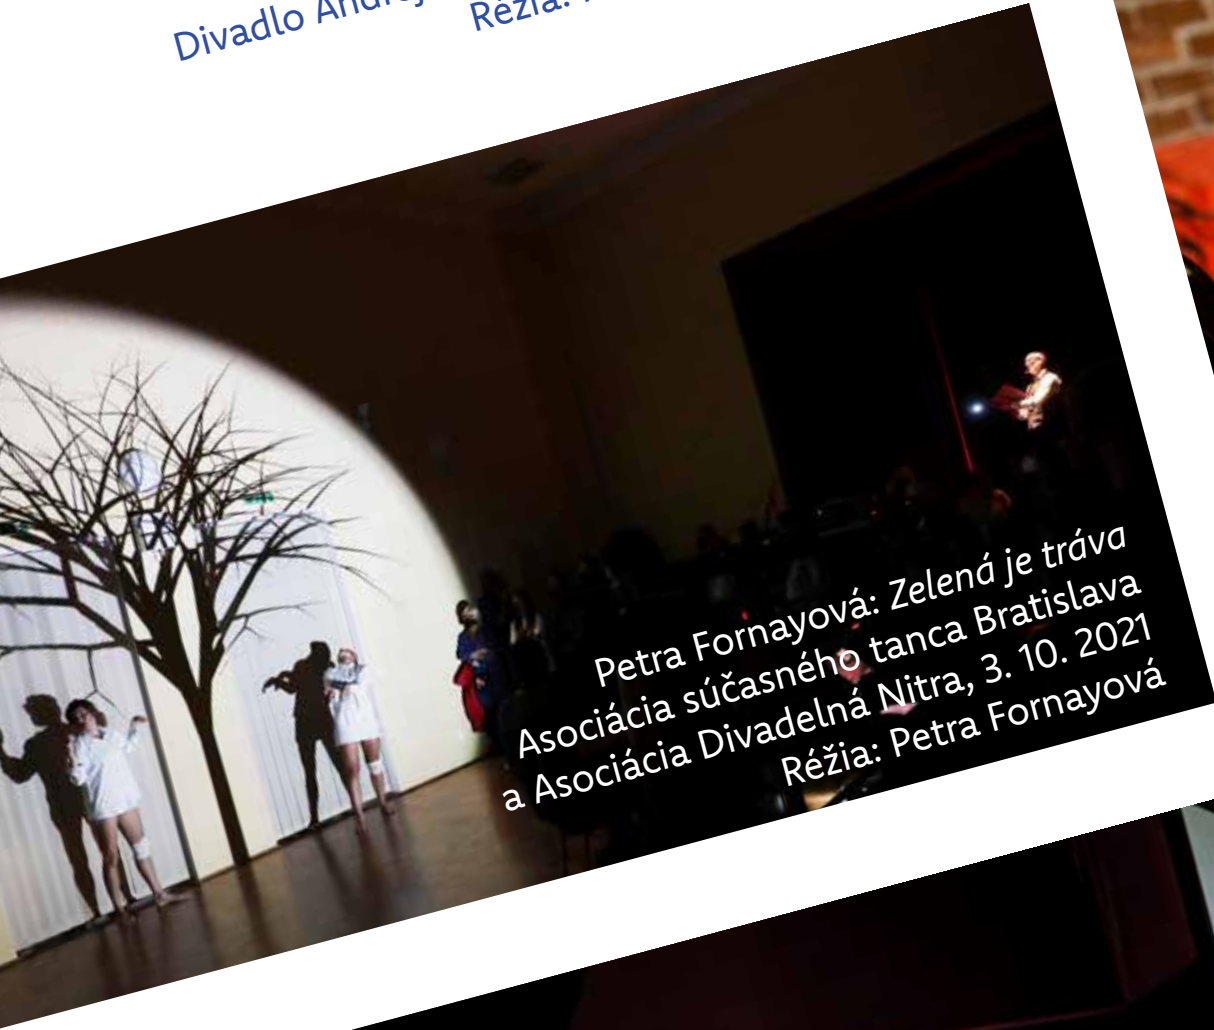 Divadlo
Réžia:
Petra Fornayová: Zelená je tráva
Asociácia súčasného tanca Bratislava
a Asociácia Divadelná Nitra, 3. 10. 2021
Réžia: Petra Fornayová